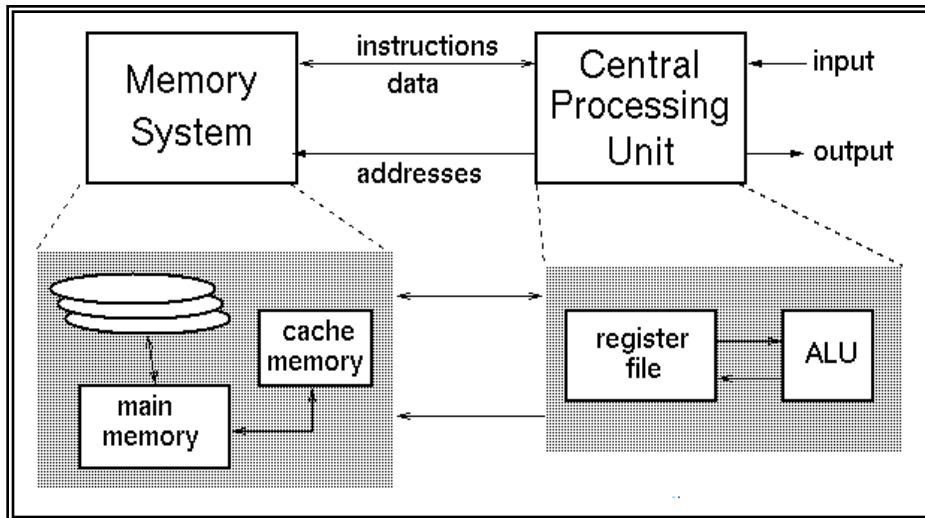 Memory
System
instructions
data
addresses
Central
Processing
Unit
input
output
cache
memory
main
memory
register
file
ALU